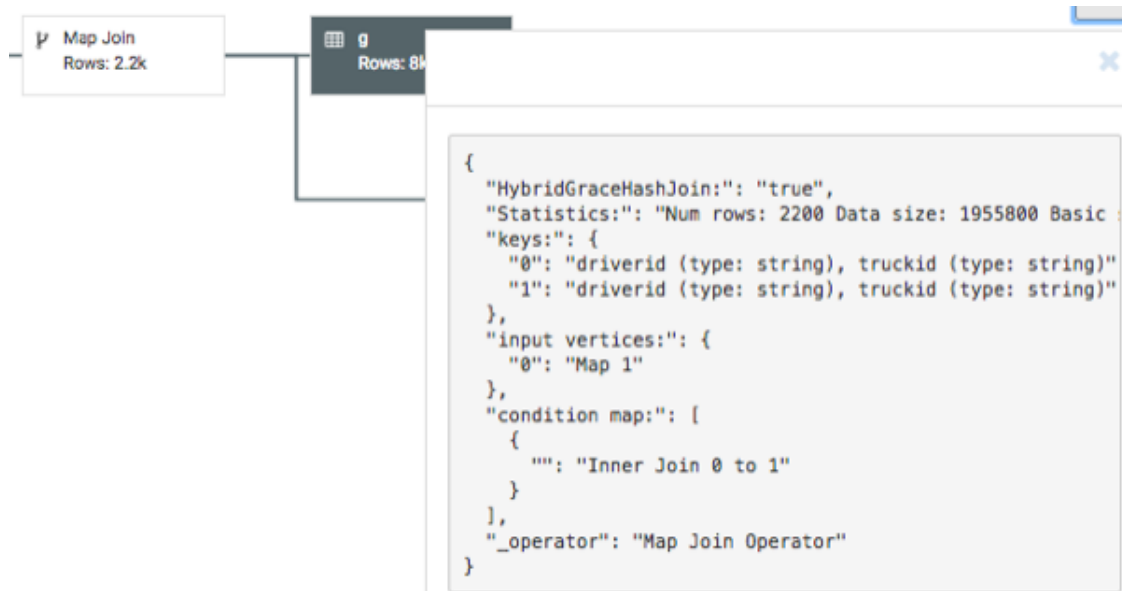 Map Join
Rows: 2.2k
g
Rows: 8k
{
"HybridGraceHashJoin:": "true",
"Statistics:": "Num rows: 2200 Data size: 1955800 Basic
"keys:": {
"0": "driverid (type: string), truckid (type: string)"
"1": "driverid (type: string), truckid (type: string)"
},
"input vertices:": {
"0": "Map 1"
},
"condition map:": [
{
"": "Inner Join 0 to 1"
}
],
"_operator": "Map Join Operator"
}